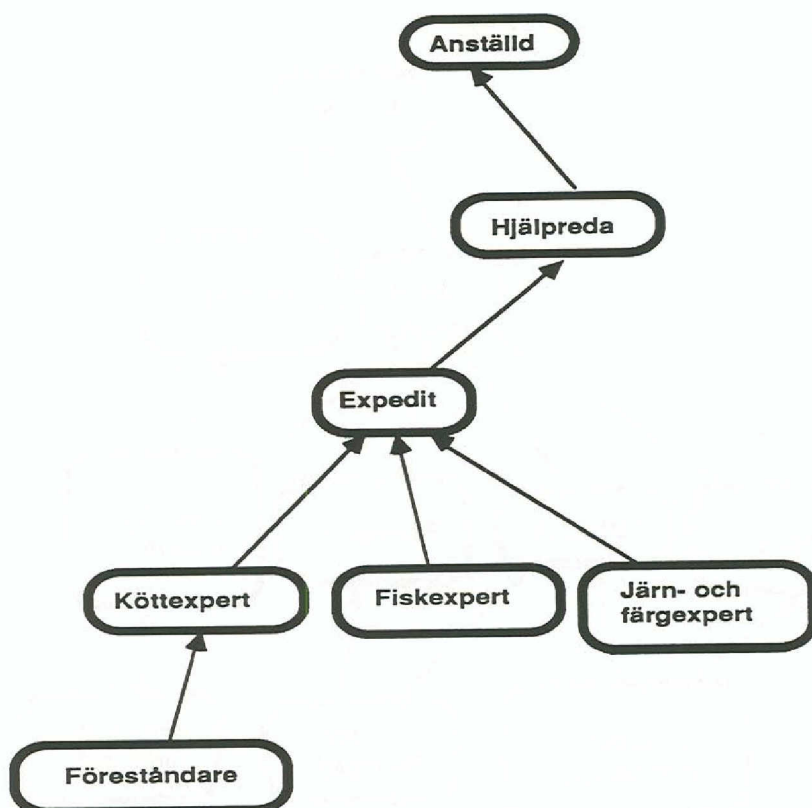 Anställd
Hjälpreda
Expedit
Köttexpert
Fiskexpert
Järn- och
färgexpert
Föreståndare